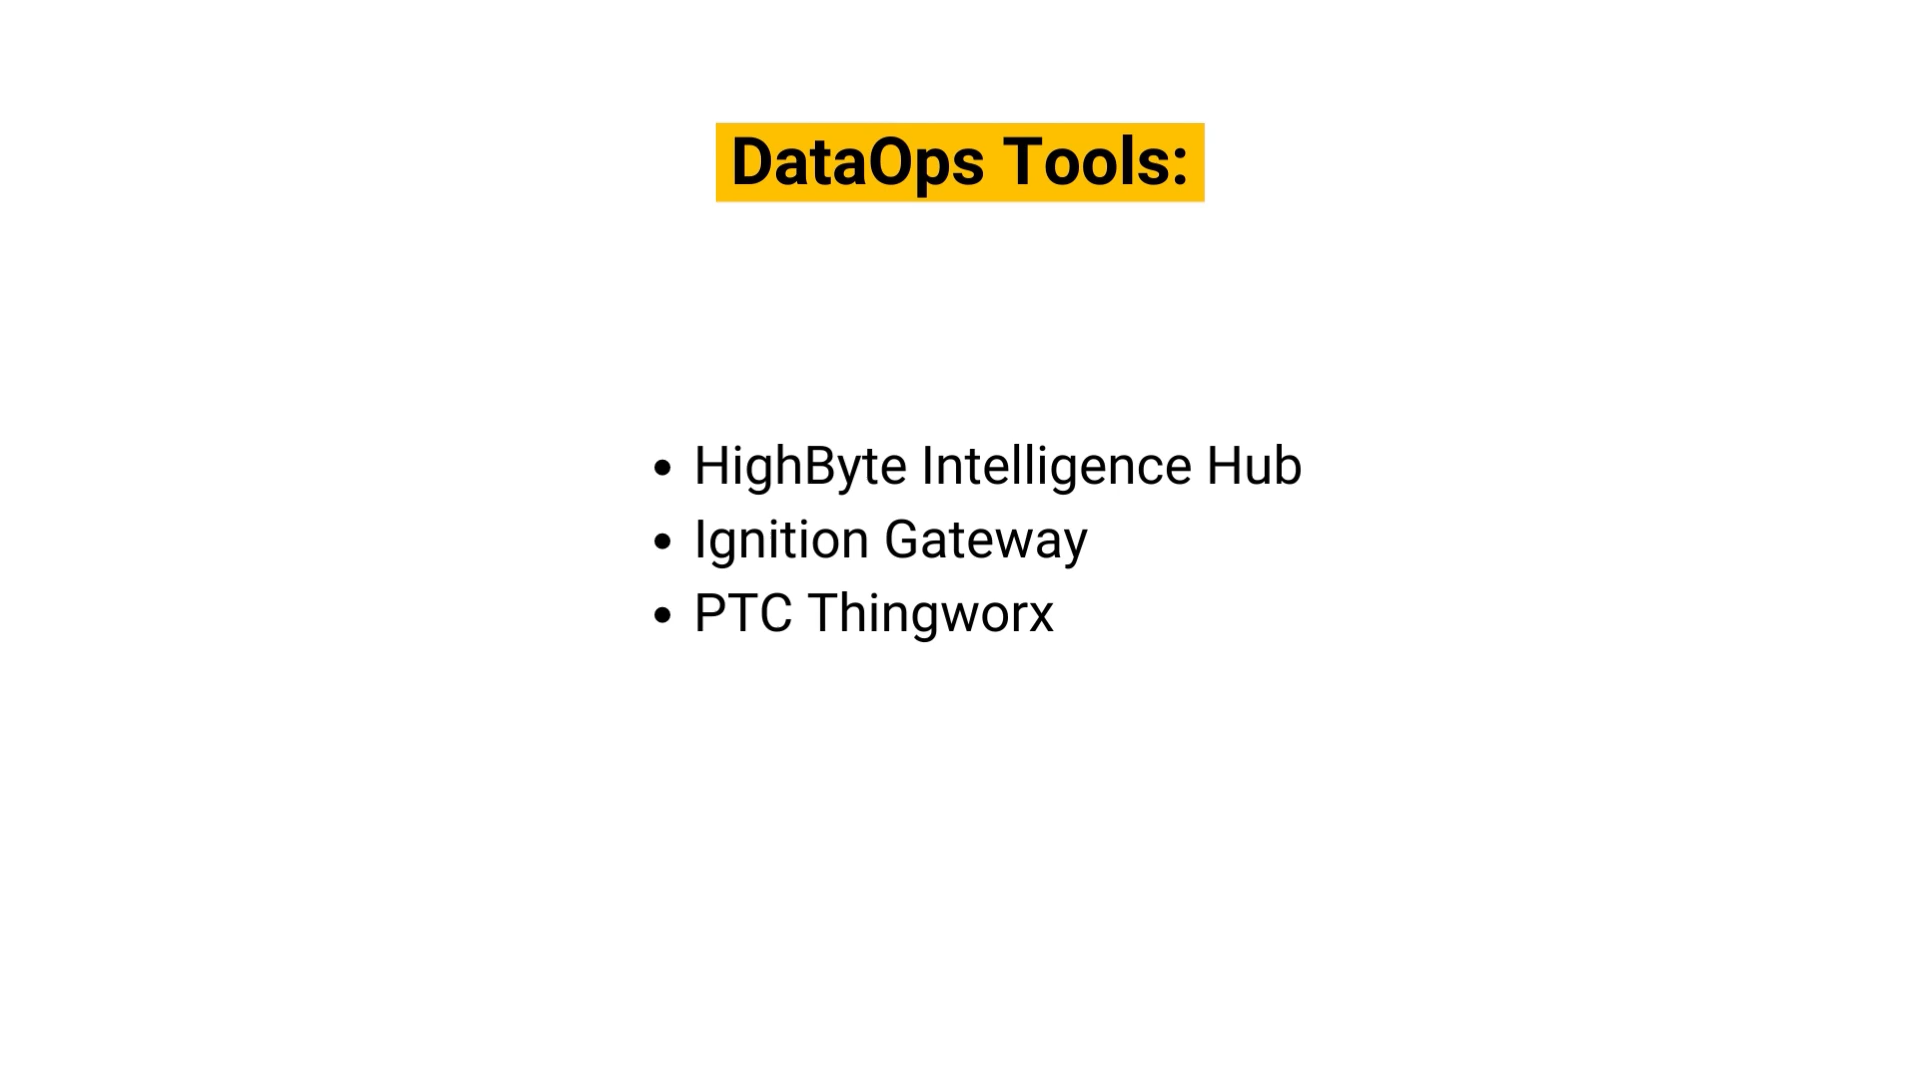 DataOps Tools:
• HighByte Intelligence Hub
• Ignition Gateway
• PTC Thingworx